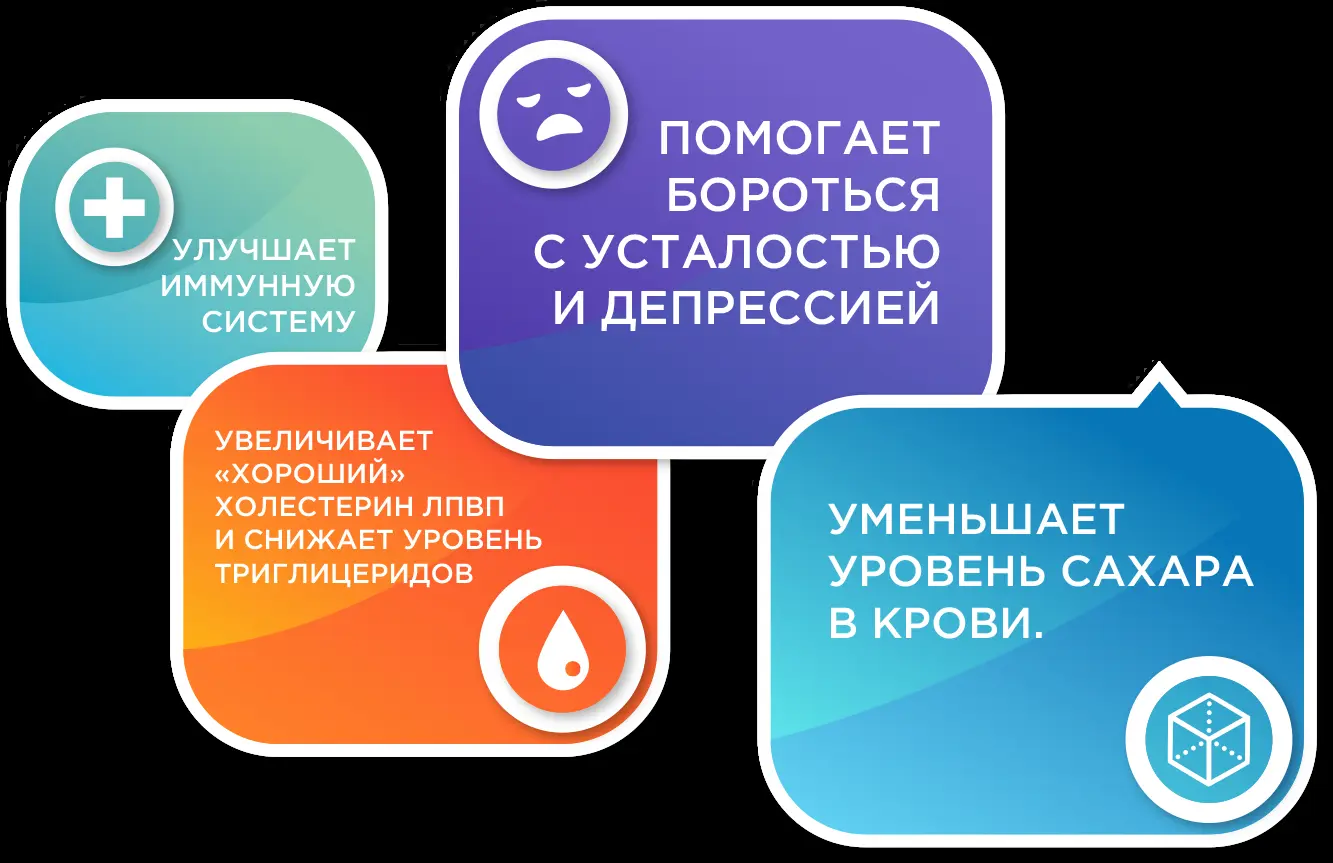 УЛУЧШАЕТ
ИММУННУЮ
СИСТЕМУ
ПОМОГАЕТ
БОРОТЬСЯ
С УСТАЛОСТЬЮ
И ДЕПРЕССИЕЙ
УВЕЛИЧИВАЕТ
«ХОРОШИЙ»
ХОЛЕСТЕРИН ЛПВП
И СНИЖАЕТ УРОВЕНЬ
ТРИГЛИЦЕРИДОВ
УМЕНЬШАЕТ
УРОВЕНЬ САХАРА
В КРОВИ.